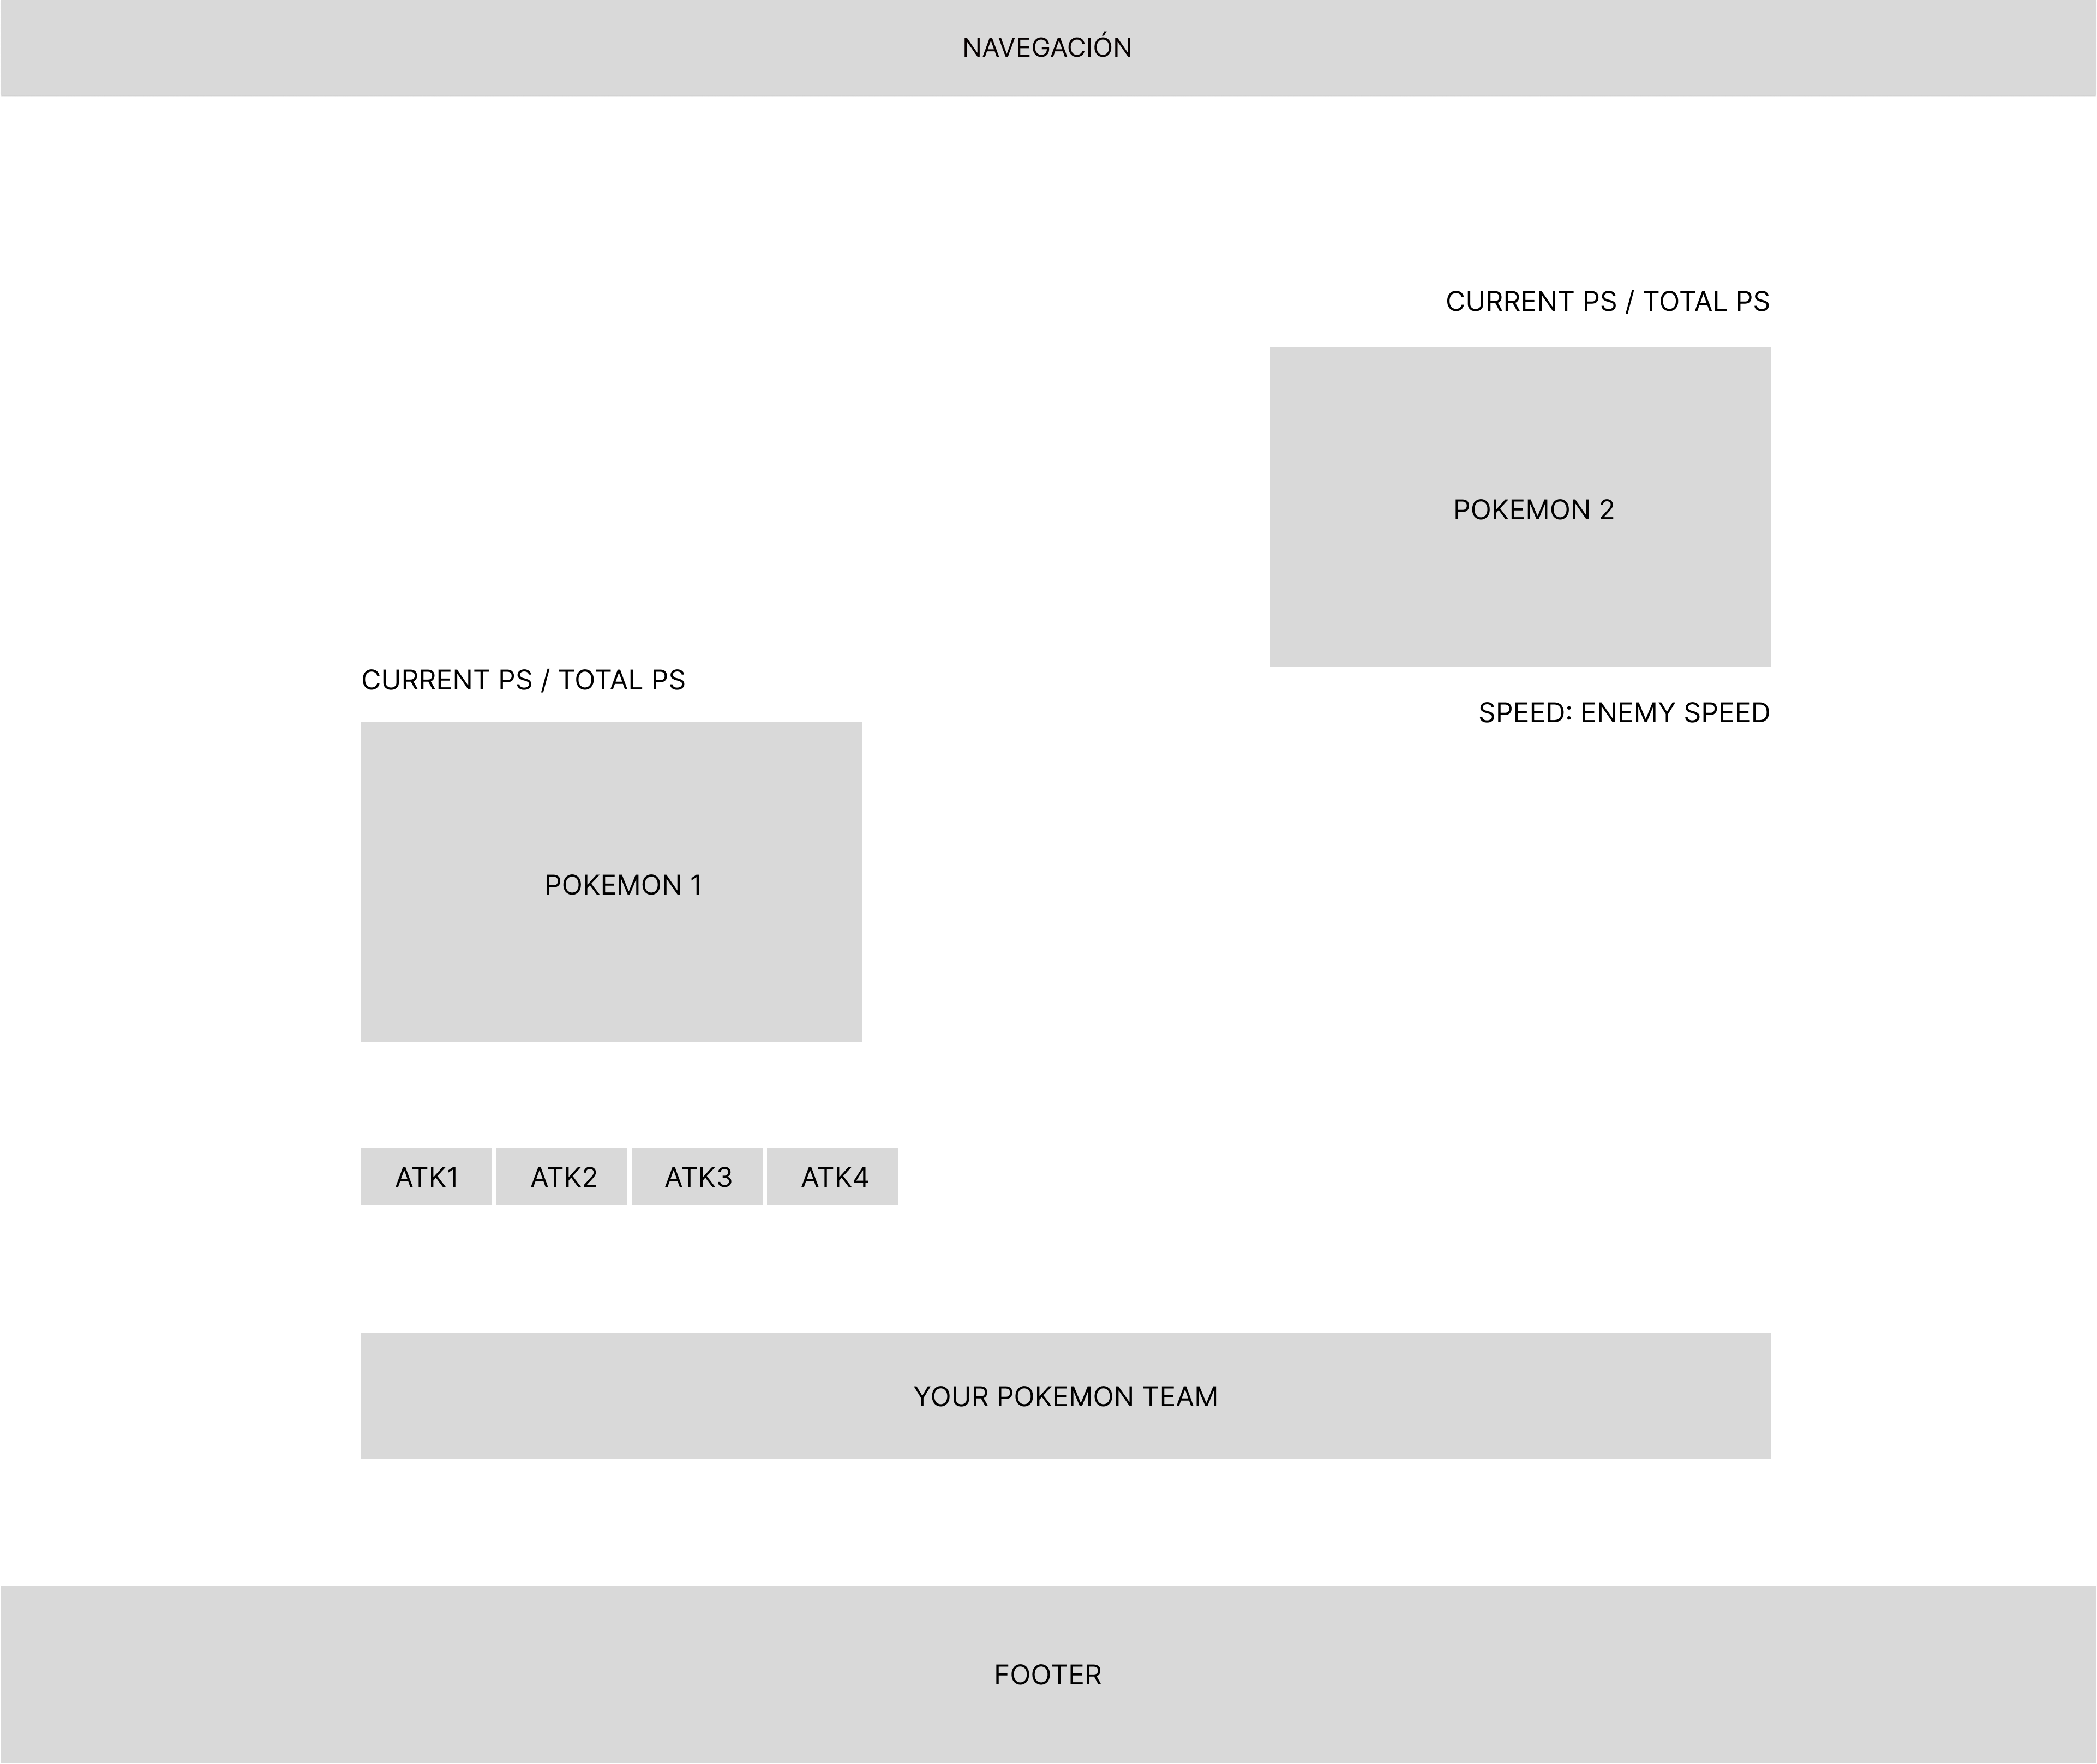 NAVEGACIÓN
CURRENT PS / TOTAL PS
POKEMON 2
CURRENT PS / TOTAL PS
SPEED: ENEMY SPEED
POKEMON 1
ATK1 ATK2 ATK3 ATK4
YOUR POKEMON TEAM
FOOTER